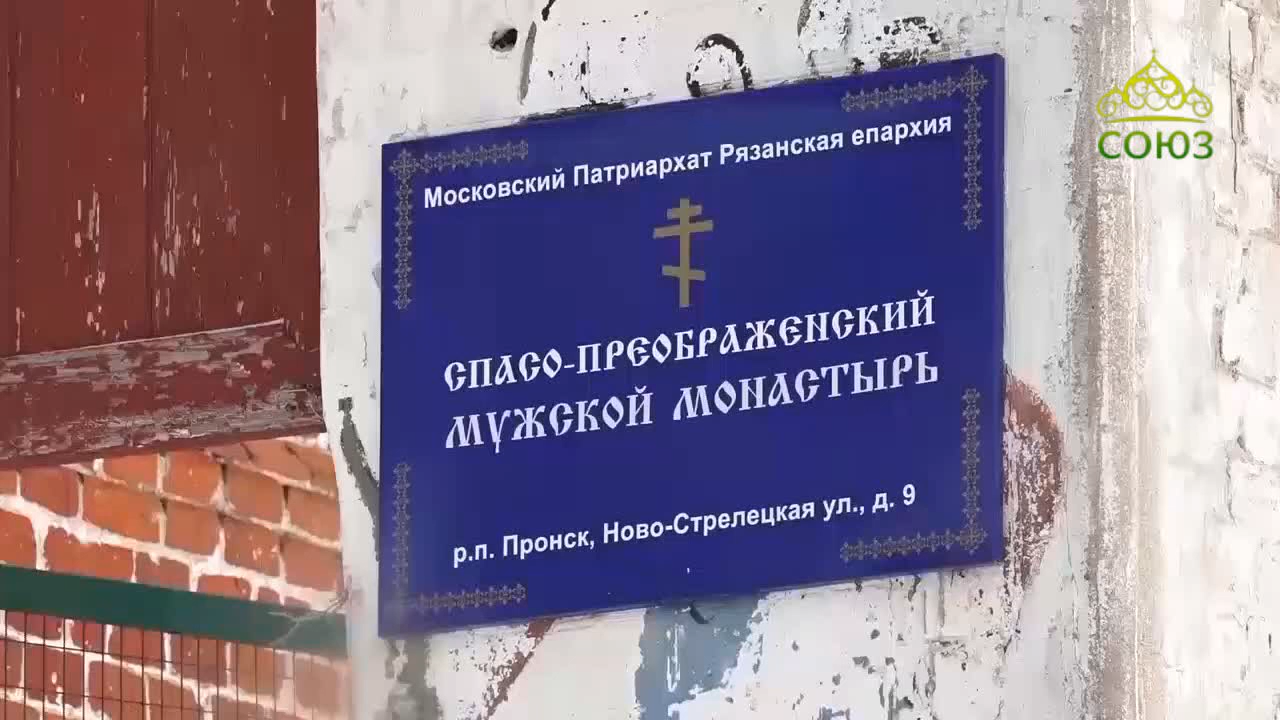 СОЮЗ
Московский Патриархат Рязанская епархия
СПАСО-ПРЕОБРАЖЕНСКИЙ
МУЖСКОЙ МОНАСТЫРЬ
р.п. Пронск, Ново-Стрелецкая ул., д. 9